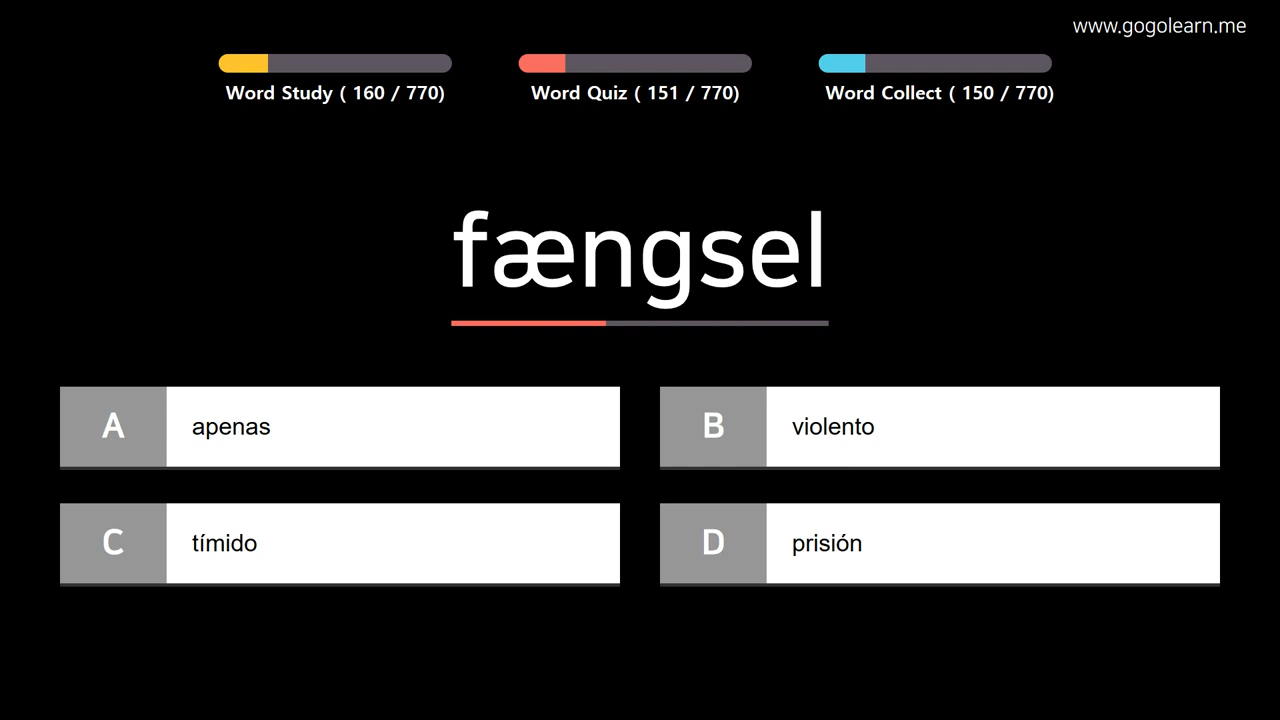 www.gogolearn.me
Word Study ( 160 / 770)
Word Quiz ( 151 / 770)
Word Collect ( 150 / 770)
fængsel
A apenas
B violento
C tímido
D prisión